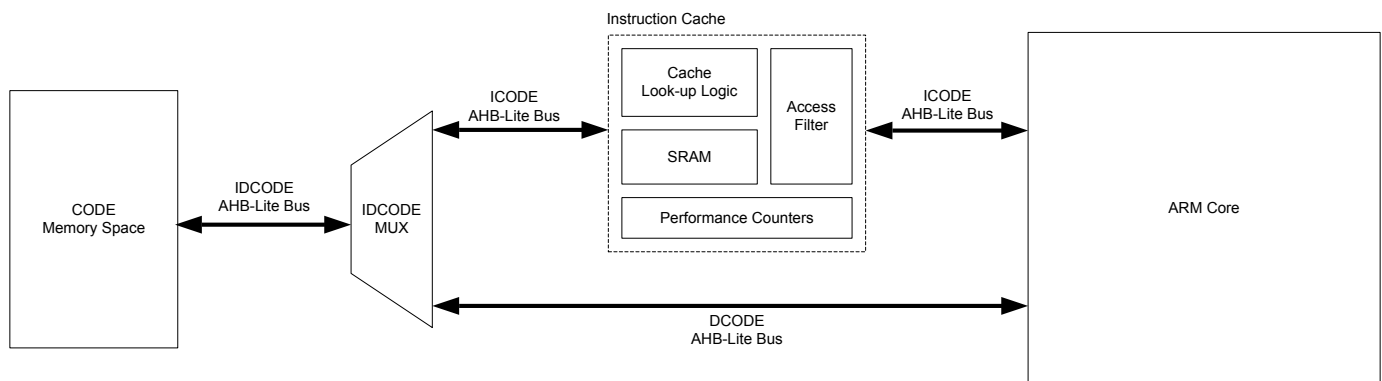 Instruction Cache
Cache
Look-up Logic
Access
Filter
SRAM
Performance Counters
ICODE
AHB-Lite Bus
ICODE
AHB-Lite Bus
IDCODE
AHB-Lite Bus
CODE
Memory Space
IDCODE
MUX
ARM Core
DCODE
AHB-Lite Bus